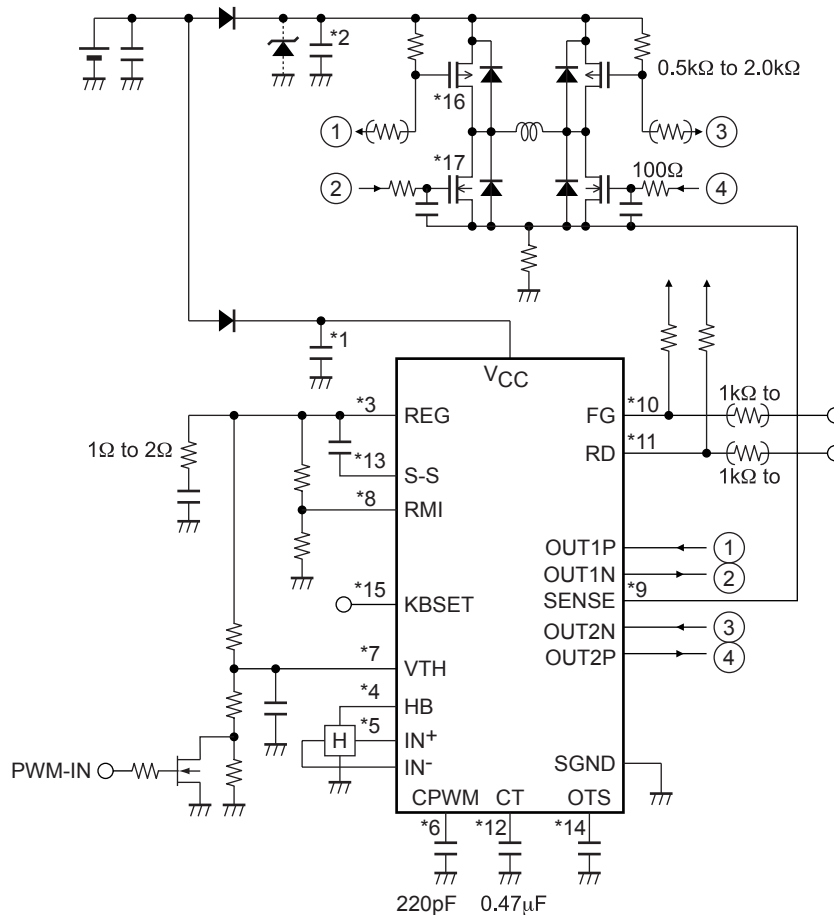 *2
0.5kΩ to 2.0kΩ
*16
1
3
*17
100Ω
2
4
*1
VCC
*3
REG
FG
*10
1kΩ to
1Ω to 2Ω
*13
S-S
RD
*11
1kΩ to
*8
RMI
OUT1P
1
OUT1N
2
*15
KBSET
SENSE
*9
OUT2N
3
*7
VTH
OUT2P
4
*4
HB
H
*5
IN+
IN-
PWM-IN
SGND
CPWM
CT
OTS
*6
*12
*14
220pF
0.47µF